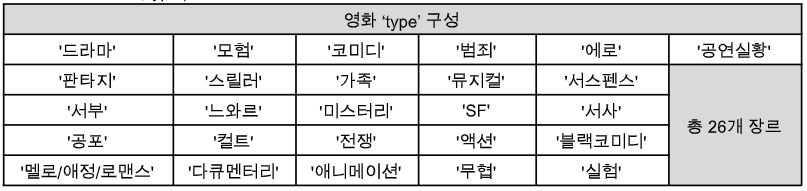 영화 ‘type’ 구성
'드라마' '모험' '코미디' '범죄' '에로' '공연실황'
'판타지' '스릴러' '가족' '뮤지컬' '서스펜스'
'서부' '느와르' '미스터리' 'SF' '서사'
총 26개 장르
'공포' '컬트' '전쟁' '액션' '블랙코미디'
'멜로/애정/로맨스' '다큐멘터리' '애니메이션' '무협' '실험'